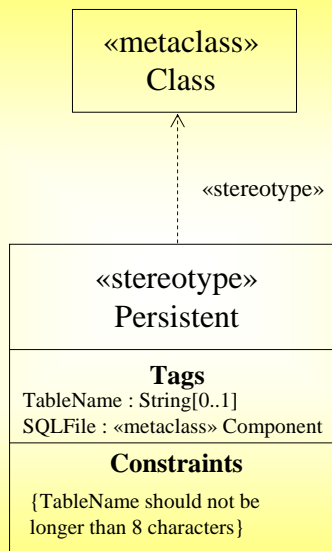 «metaclass»
Class
«stereotype»
«stereotype»
Persistent
Tags
TableName : String[0..1]
SQLFile : «metaclass» Component
Constraints
{TableName should not be
longer than 8 characters}